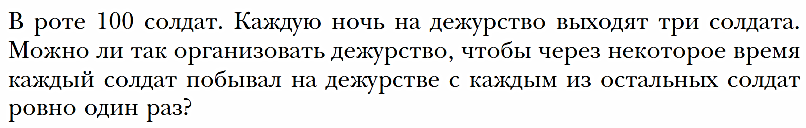 В роте 100 солдат. Каждую ночь на дежурство выходят три солдата.
Можно ли так организовать дежурство, чтобы через некоторое время
каждый солдат побывал на дежурстве с каждым из остальных солдат
ровно один раз?